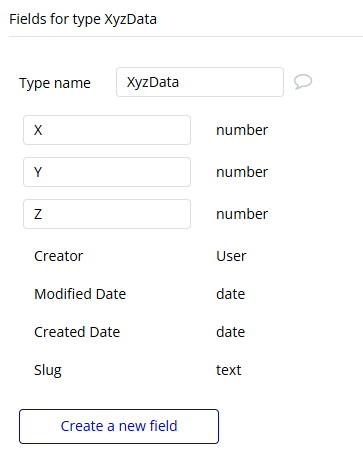 Fields for type XyzData
Type name XyzData
X number
Y number
Z number
Creator User
Modified Date date
Created Date date
Slug text
Create a new field